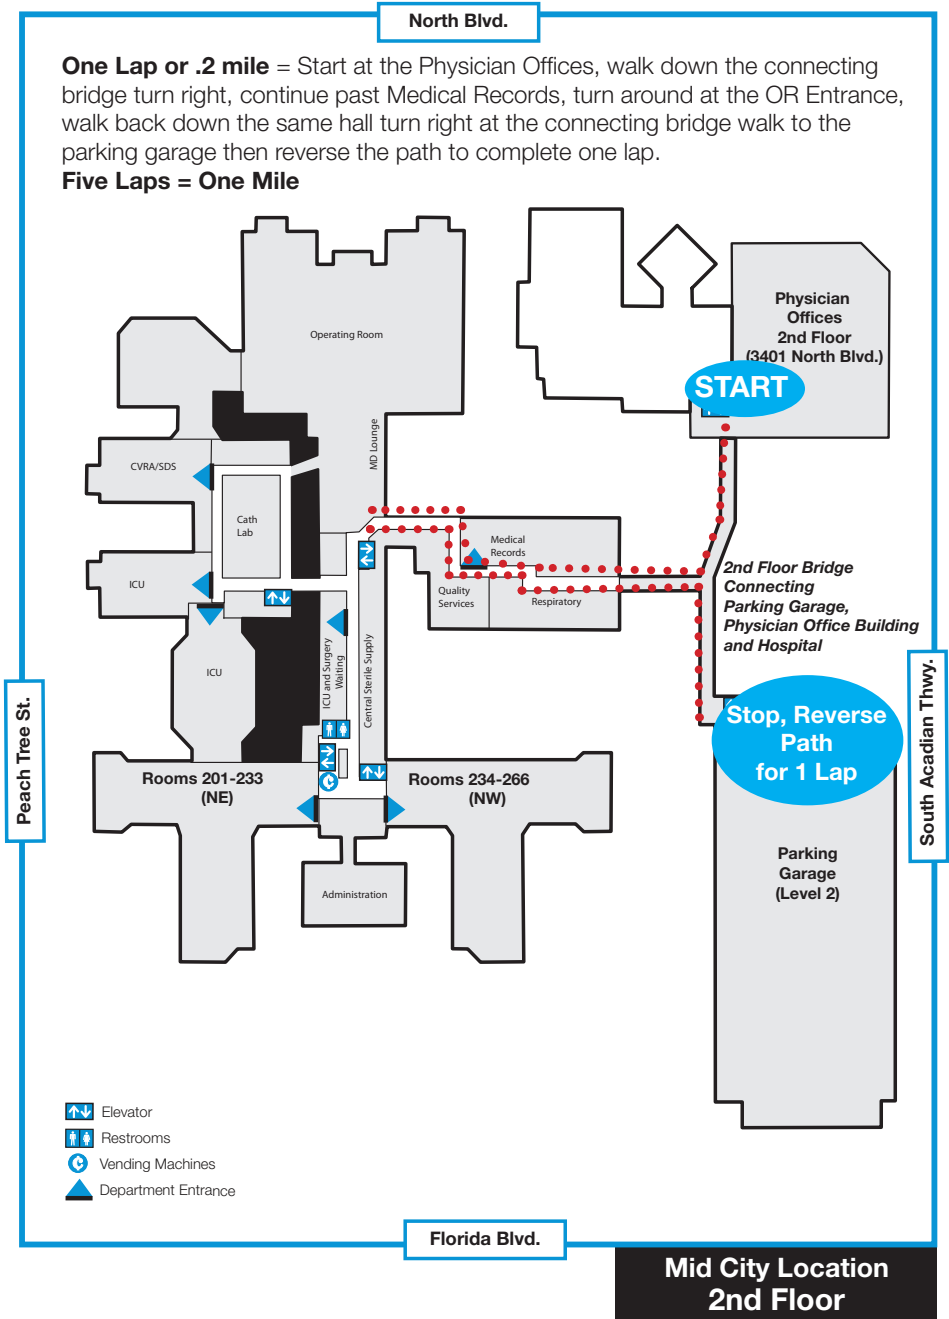 North Blvd.
One Lap or .2 mile = Start at the Physician Offices, walk down the connecting
bridge turn right, continue past Medical Records, turn around at the OR Entrance,
walk back down the same hall turn right at the connecting bridge walk to the
parking garage then reverse the path to complete one lap.
Five Laps = One Mile
Physician
Offices
2nd Floor
(3401 North Blvd.)
START
Operating Room
MD Lounge
CVRA/SDS
Cath
Lab
Medical
Records
ICU
Quality
Services
Respiratory
2nd Floor Bridge
Connecting
Parking Garage,
Physician Office Building
and Hospital
ICU
ICU and Surgery
Waiting
Central Sterile Supply
Peach Tree St.
South Acadian Thwy.
Stop, Reverse
Path
for 1 Lap
Rooms 201-233
(NE)
Rooms 234-266
(NW)
Parking
Garage
(Level 2)
Administration
Elevator
Restrooms
Vending Machines
Department Entrance
Florida Blvd.
Mid City Location
2nd Floor